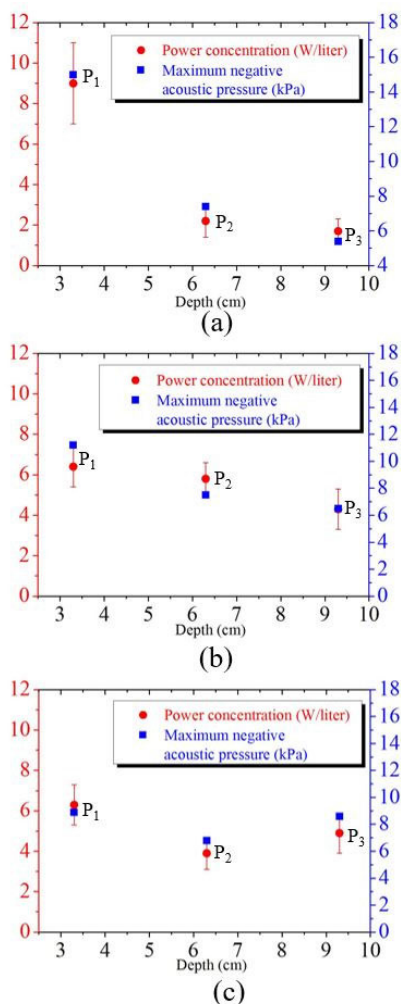 12
10
8
6
4
2
0
18
16
14
12
10
8
6
4
Power concentration (W/liter)
Maximum negative
acoustic pressure (kPa)
P1
P2
P3
3 4 5 6 7 8 9 10
Depth (cm)
(a)
12
10
8
6
4
2
0
18
16
14
12
10
8
6
4
2
0
Power concentration (W/liter)
Maximum negative
acoustic pressure (kPa)
P1
P2
P3
3 4 5 6 7 8 9 10
Depth (cm)
(b)
12
10
8
6
4
2
0
18
16
14
12
10
8
6
4
2
0
Power concentration (W/liter)
Maximum negative
acoustic pressure (kPa)
P1
P2
P3
3 4 5 6 7 8 9 10
Depth (cm)
(c)